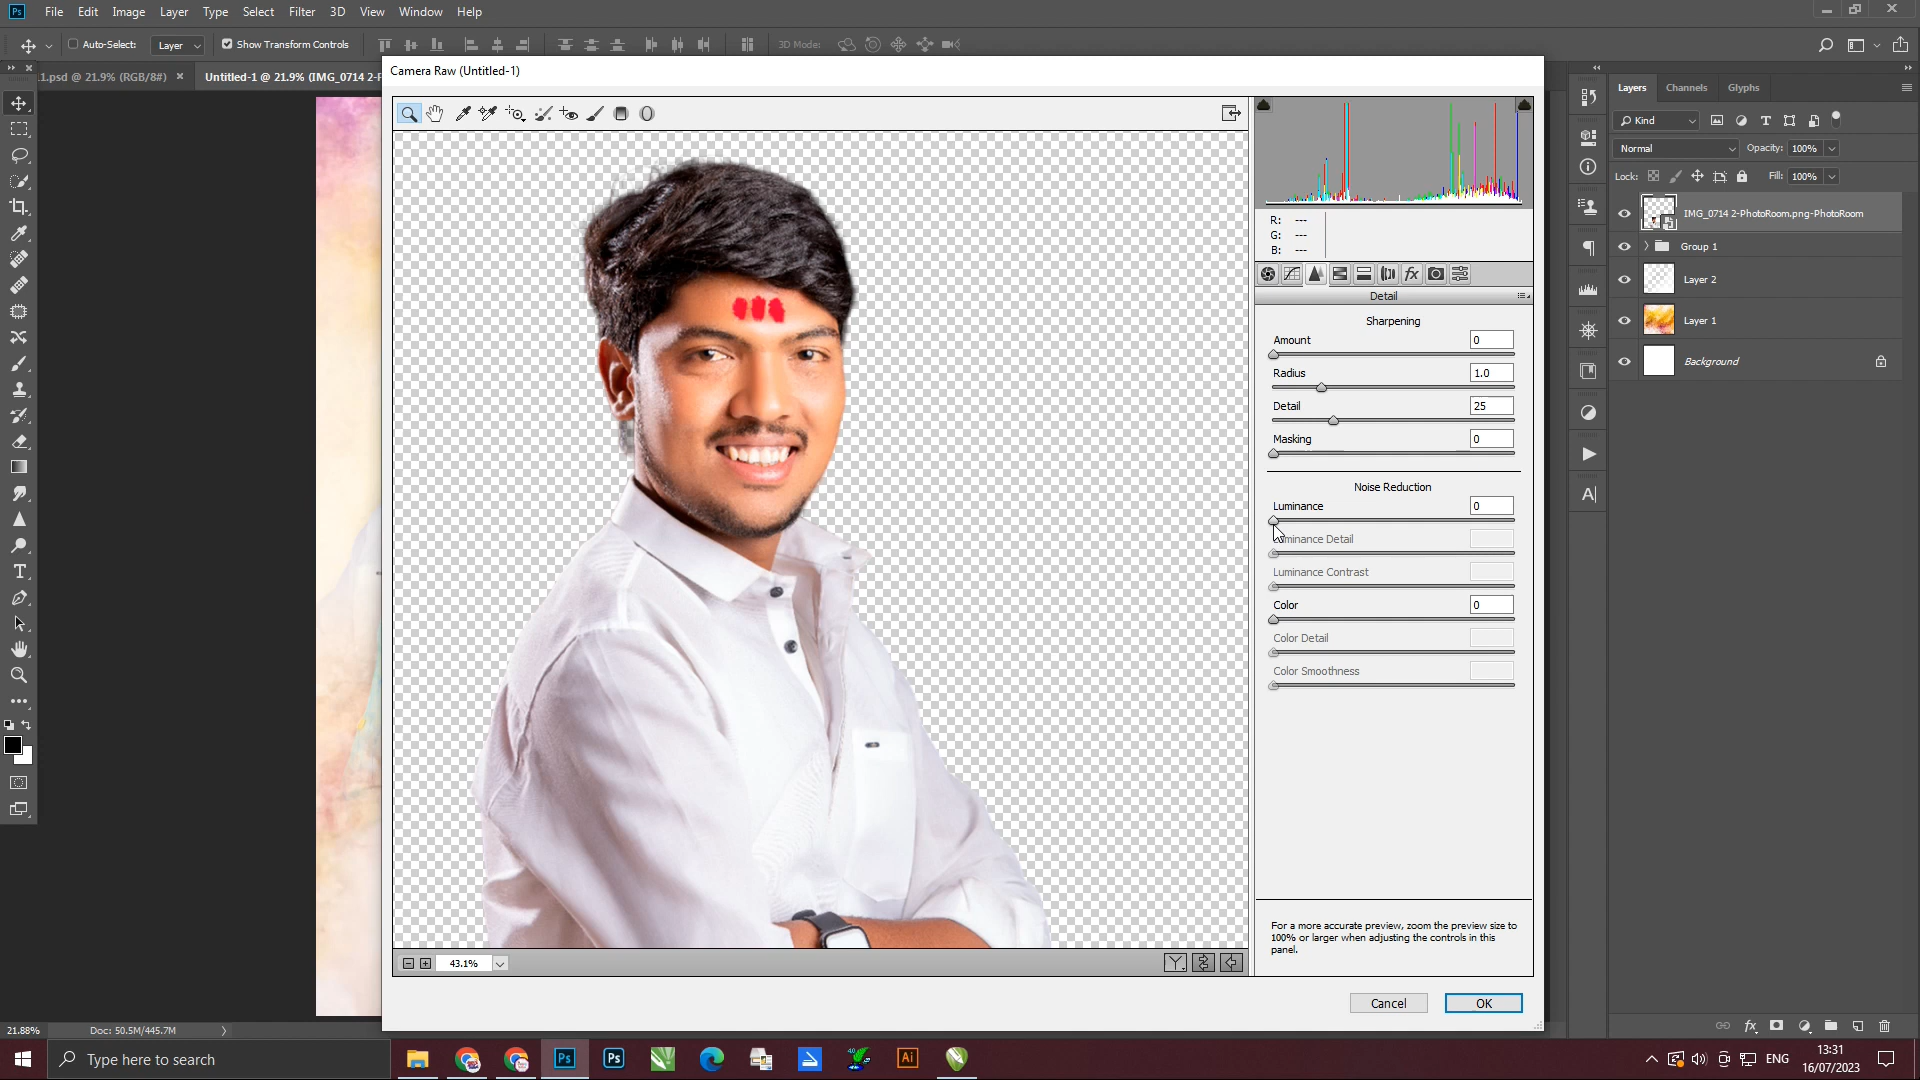 Ps File Edit Image Layer Type Select Filter 3D View Window Help
Auto-Select: Layer Show Transform Controls 3D Mode:
1.psd @ 21.9% (RGB/8#) × Untitled-1 @ 21.9% (IMG_0714 2-P
Camera Raw (Untitled-1)
R: ---
G: ---
B: ---
fx
Detail
Sharpening
Amount 0
Radius 1.0
Detail 25
Masking 0
Noise Reduction
Luminance 0
Luminance Contrast
Color 0
Color Detail
Color Smoothness
For a more accurate preview, zoom the preview size to
100% or larger when adjusting the controls in this
panel.
43.1%
Cancel OK
Layers Channels Glyphs
Kind
Normal Opacity: 100%
Lock: Fill: 100%
IMG_0714 2-PhotoRoom.png-PhotoRoom
Group 1
Layer 2
Layer 1
Background
21.88% Doc: 50.5M/445.7M
Type here to search
Ps Ps Ai
ENG
13:31
16/07/2023